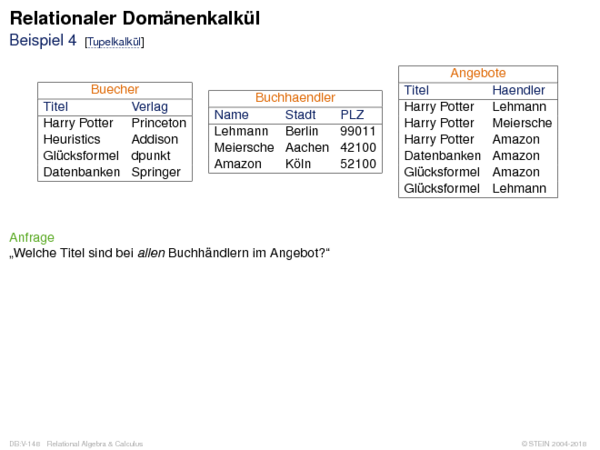 Relationaler Domänenkalkül
Beispiel 4 [Tupelkalkül]
Buecher
Titel Verlag
Harry Potter Princeton
Heuristics Addison
Glücksformel dpunkt
Datenbanken Springer
Buchhaendler
Name Stadt PLZ
Lehmann Berlin 99011
Meiersche Aachen 42100
Amazon Köln 52100
Angebote
Titel Haendler
Harry Potter Lehmann
Harry Potter Meiersche
Harry Potter Amazon
Datenbanken Amazon
Glücksformel Amazon
Glücksformel Lehmann
Anfrage
„Welche Titel sind bei allen Buchhändlern im Angebot?“
DB:V-146 Relational Algebra & Calculus
© STEIN 2004-2018